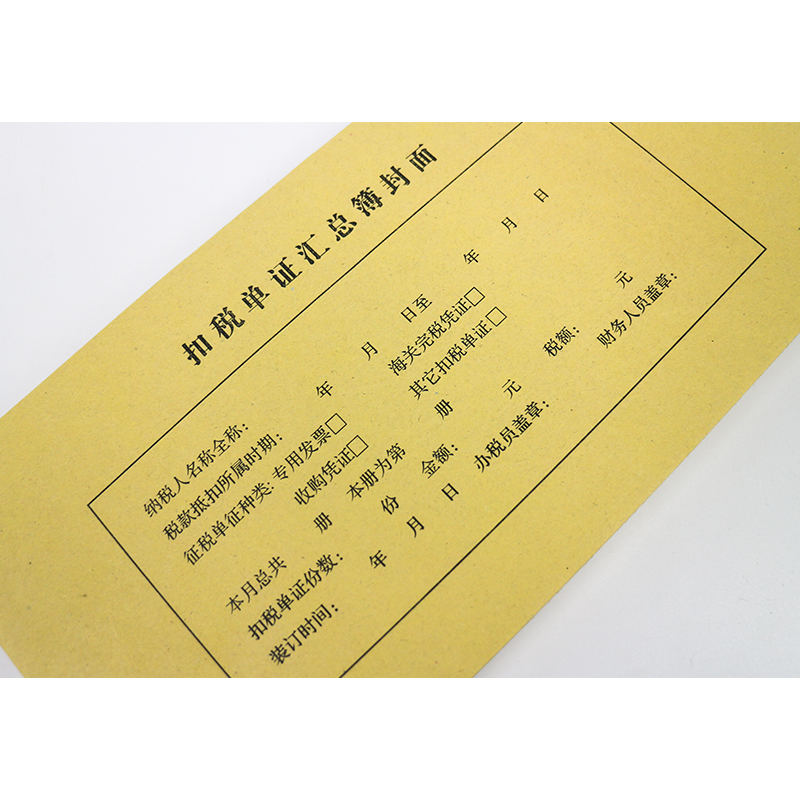 扣税单证汇总簿封面
纳税人名称全称：
税款抵扣所属时期： 年 月 日至 年 月 日
征税单征种类: 专用发票□ 海关完税凭证□
收购凭证□ 其它扣税单证□
本月总共 册 本册为第 册
扣税单证份数： 份 金额： 元 税额： 元
装订时间： 年 月 日 办税员盖章： 财务人员盖章：